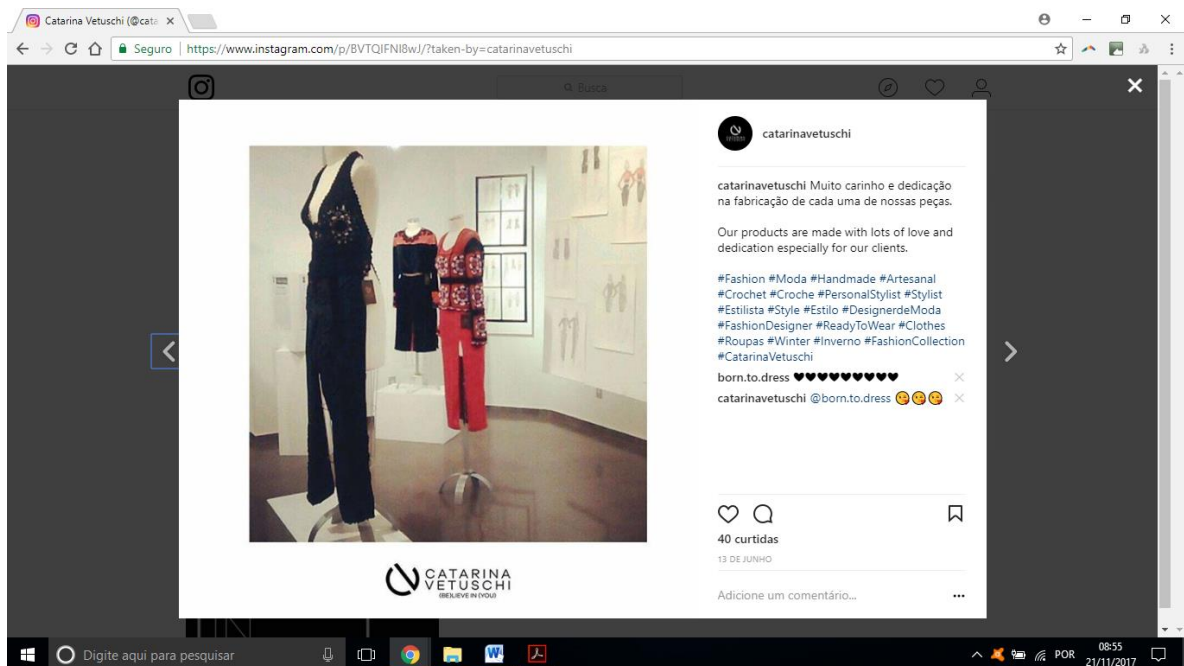 Catarina Vetuschi (@cata
Seguro | https://www.instagram.com/p/BVTQIFNl8wJ/?taken-by=catarinavetuschi
Busca
catarinavetuschi
catarinavetuschi Muito carinho e dedicação
na fabricação de cada uma de nossas peças.
Our products are made with lots of love and
dedication especially for our clients.
#Fashion #Moda #Handmade #Artesanal
#Crochet #Croche #PersonalStylist #Stylist
#Estilista #Style #Estilo #DesignerdeModa
#FashionDesigner #ReadyToWear #Clothes
#Roupas #Winter #Inverno #FashionCollection
#CatarinaVetuschi
born.to.dress ♥♥♥♥♥♥♥♥♥
catarinavetuschi @born.to.dress 😘😘😘
40 curtidas
13 DE JUNHO
Adicione um comentário...
CATARINA
VETUSCHI
(BE)LIEVE IN (YOU)
Digite aqui para pesquisar
POR
08:55
21/11/2017